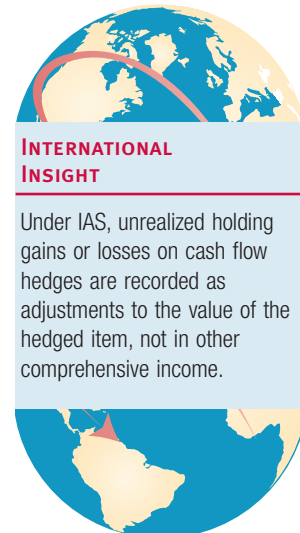 INTERNATIONAL
INSIGHT
Under IAS, unrealized holding
gains or losses on cash flow
hedges are recorded as
adjustments to the value of the
hedged item, not in other
comprehensive income.